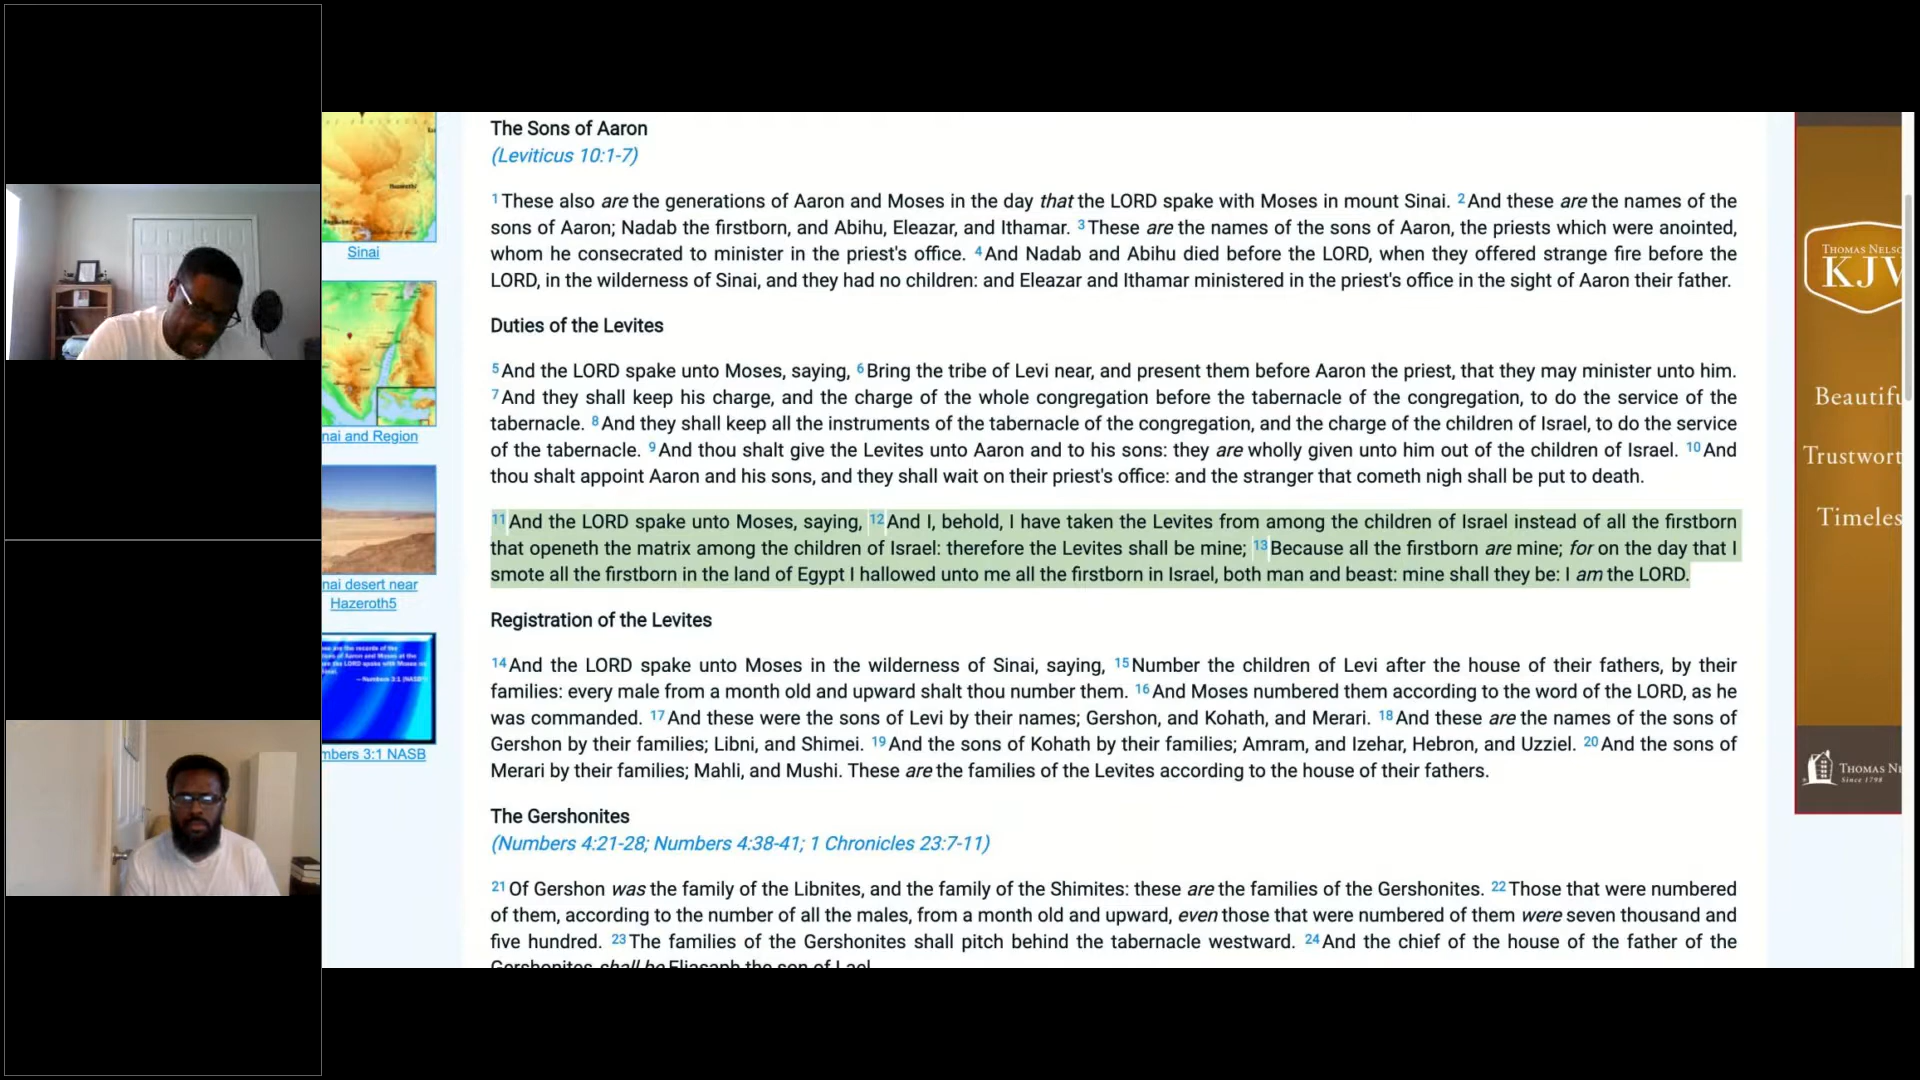 The Sons of Aaron
(Leviticus 10:1-7)
1 These also are the generations of Aaron and Moses in the day that the LORD spake with Moses in mount Sinai. 2 And these are the names of the
sons of Aaron; Nadab the firstborn, and Abihu, Eleazar, and Ithamar. 3 These are the names of the sons of Aaron, the priests which were anointed,
whom he consecrated to minister in the priest's office. 4 And Nadab and Abihu died before the LORD, when they offered strange fire before the
LORD, in the wilderness of Sinai, and they had no children: and Eleazar and Ithamar ministered in the priest's office in the sight of Aaron their father.
Duties of the Levites
5 And the LORD spake unto Moses, saying, 6 Bring the tribe of Levi near, and present them before Aaron the priest, that they may minister unto him.
7 And they shall keep his charge, and the charge of the whole congregation before the tabernacle of the congregation, to do the service of the
tabernacle. 8 And they shall keep all the instruments of the tabernacle of the congregation, and the charge of the children of Israel, to do the service
of the tabernacle. 9 And thou shalt give the Levites unto Aaron and to his sons: they are wholly given unto him out of the children of Israel. 10 And
thou shalt appoint Aaron and his sons, and they shall wait on their priest's office: and the stranger that cometh nigh shall be put to death.
11 And the LORD spake unto Moses, saying, 12 And I, behold, I have taken the Levites from among the children of Israel instead of all the firstborn
that openeth the matrix among the children of Israel: therefore the Levites shall be mine; 13 Because all the firstborn are mine; for on the day that I
smote all the firstborn in the land of Egypt I hallowed unto me all the firstborn in Israel, both man and beast: mine shall they be: I am the LORD.
Registration of the Levites
14 And the LORD spake unto Moses in the wilderness of Sinai, saying, 15 Number the children of Levi after the house of their fathers, by their
families: every male from a month old and upward shalt thou number them. 16 And Moses numbered them according to the word of the LORD, as he
was commanded. 17 And these were the sons of Levi by their names; Gershon, and Kohath, and Merari. 18 And these are the names of the sons of
Gershon by their families; Libni, and Shimei. 19 And the sons of Kohath by their families; Amram, and Izehar, Hebron, and Uzziel. 20 And the sons of
Merari by their families; Mahli, and Mushi. These are the families of the Levites according to the house of their fathers.
The Gershonites
(Numbers 4:21-28; Numbers 4:38-41; 1 Chronicles 23:7-11)
21 Of Gershon was the family of the Libnites, and the family of the Shimites: these are the families of the Gershonites. 22 Those that were numbered
of them, according to the number of all the males, from a month old and upward, even those that were numbered of them were seven thousand and
five hundred. 23 The families of the Gershonites shall pitch behind the tabernacle westward. 24 And the chief of the house of the father of the
Gershonites shall be Eliasaph the son of Lael.
Sinai
nai and Region
nai desert near
Hazeroth5
—Numbers 3:1 (NASB)
mbers 3:1 NASB
THOMAS NELSO
KJV
Beautifu
Trustwort
Timeles
THOMAS NE
Since 1798